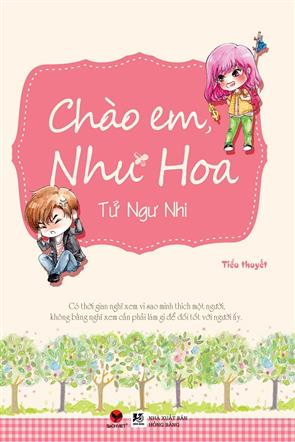 Chào em,
Như Hoa
Tử Ngư Nhi
Tiểu thuyết
Có thời gian nghĩ xem vì sao mình thích một người,
không bằng nghĩ xem cần phải làm gì để đối tốt với người ấy.
NHÀ XUẤT BẢN
HỒNG BÀNG